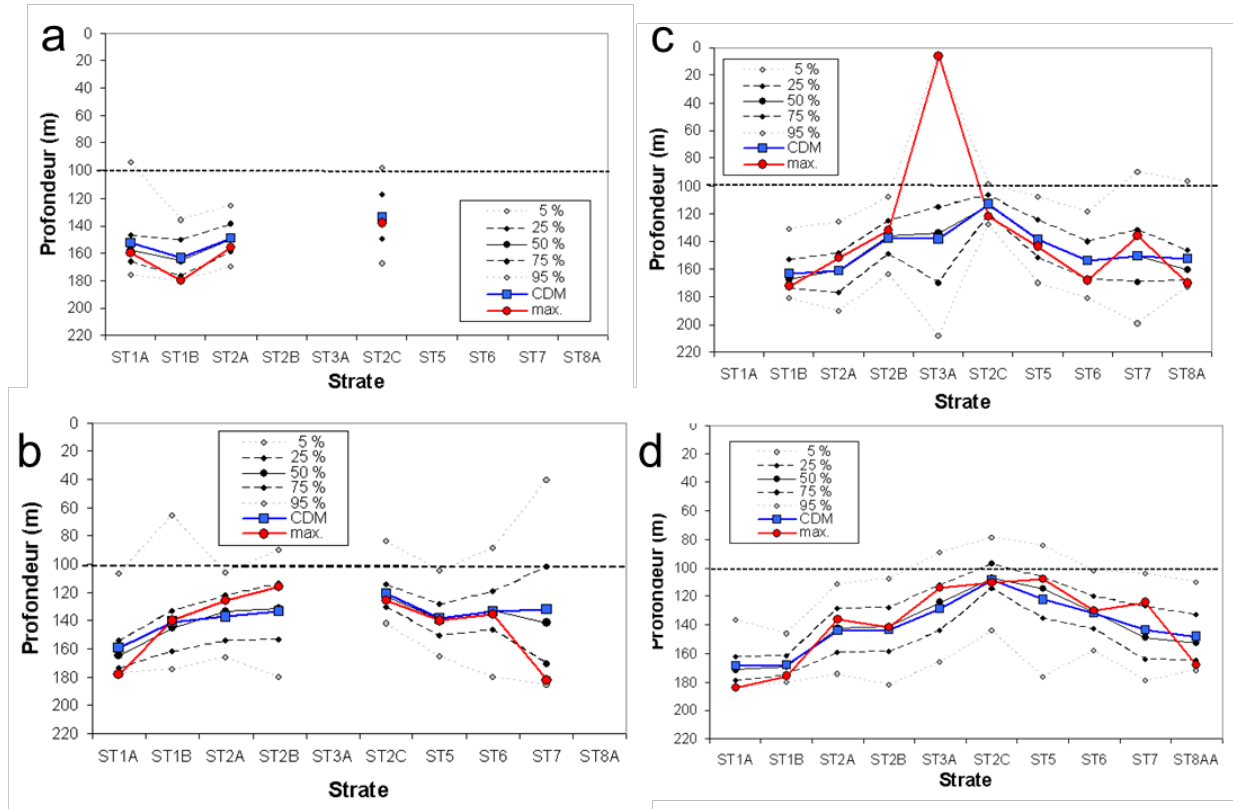 a
Profondeur (m)
0
20
40
60
80
100
120
140
160
180
200
220
5 %
25 %
50 %
75 %
95 %
CDM
max.
ST1A ST1B ST2A ST2B ST3A ST2C ST5 ST6 ST7 ST8A
Strate
c
Profondeur (m)
0
20
40
60
80
100
120
140
160
180
200
220
5 %
25 %
50 %
75 %
95 %
CDM
max.
ST1A ST1B ST2A ST2B ST3A ST2C ST5 ST6 ST7 ST8A
Strate
b
Profondeur (m)
0
20
40
60
80
100
120
140
160
180
200
220
5 %
25 %
50 %
75 %
95 %
CDM
max.
ST1A ST1B ST2A ST2B ST3A ST2C ST5 ST6 ST7 ST8A
Strate
d
Profondeur (m)
0
20
40
60
80
100
120
140
160
180
200
220
5 %
25 %
50 %
75 %
95 %
CDM
max.
ST1A ST1B ST2A ST2B ST3A ST2C ST5 ST6 ST7 ST8AA
Strate